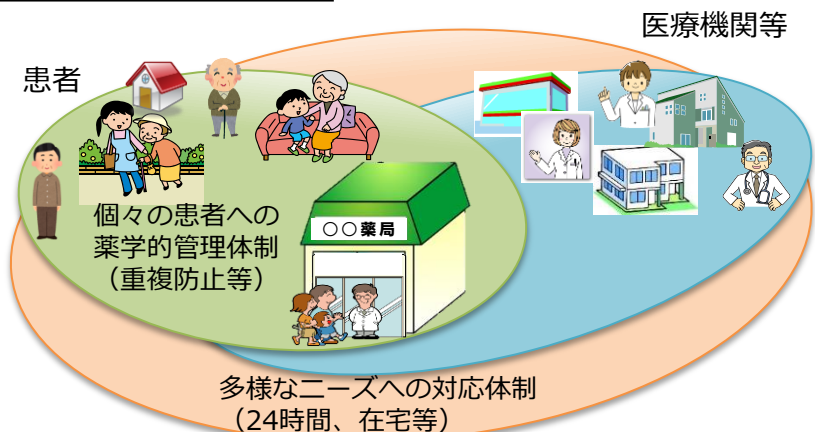 医療機関等
患者
個々の患者への
薬学的管理体制
（重複防止等）
○○薬局
多様なニーズへの対応体制
（24時間、在宅等）